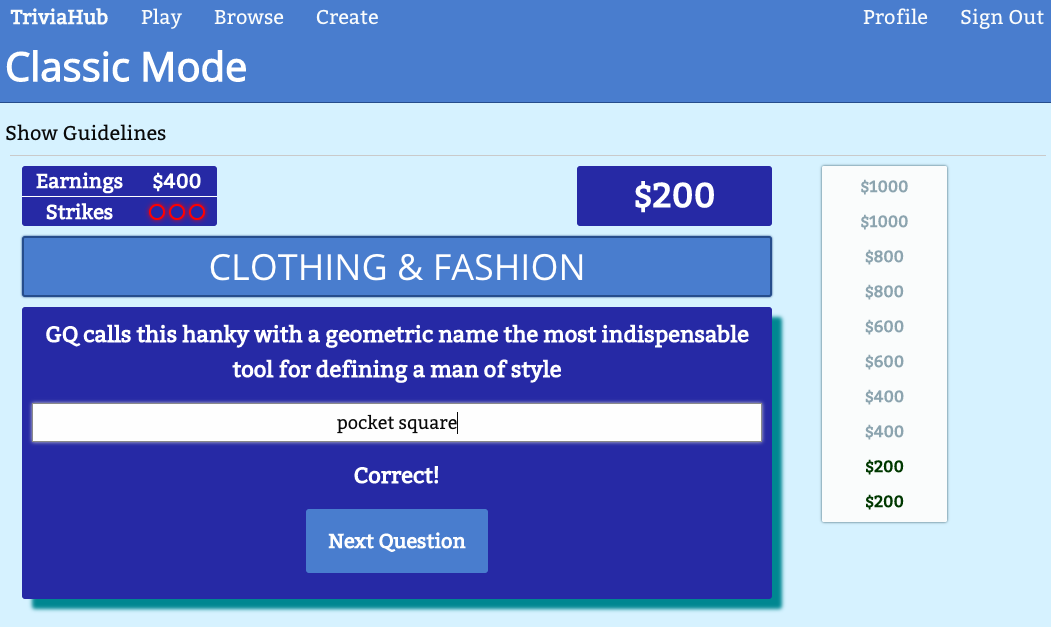 TriviaHub Play Browse Create Profile Sign Out
Classic Mode
Show Guidelines
Earnings $400
Strikes
$200
CLOTHING & FASHION
GQ calls this hanky with a geometric name the most indispensable
tool for defining a man of style
pocket square
Correct!
Next Question
$1000
$1000
$800
$800
$600
$600
$400
$400
$200
$200